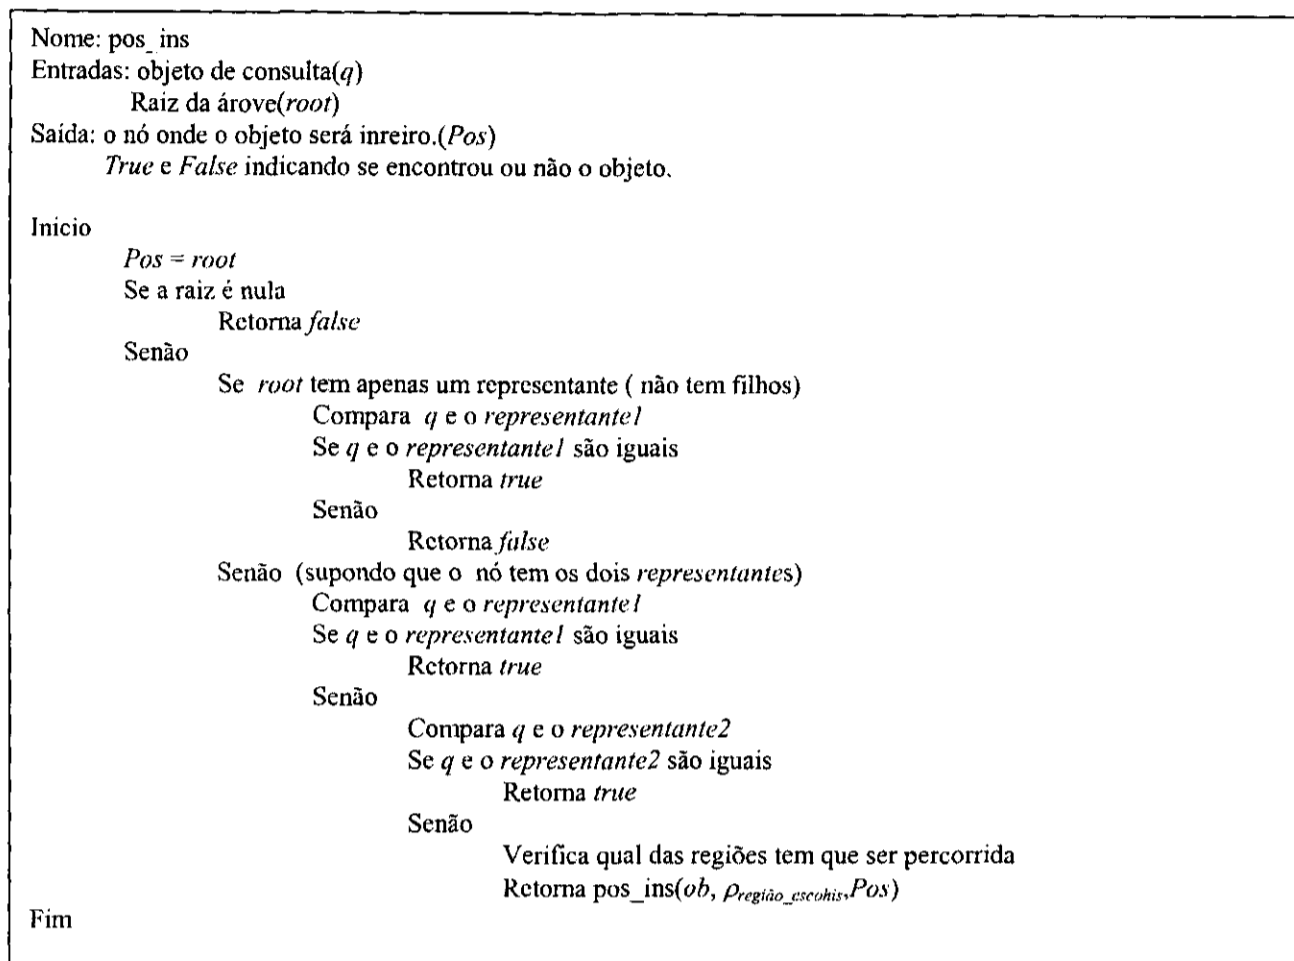 Nome: pos_ins
Entradas: objeto de consulta(q)
Raiz da árove(root)
Saída: o nó onde o objeto será inreiro.(Pos)
True e False indicando se encontrou ou não o objeto.
Inicio
Pos = root
Se a raiz é nula
Retorna false
Senão
Se root tem apenas um representante ( não tem filhos)
Compara q e o representante1
Se q e o representante1 são iguais
Retorna true
Senão
Retorna false
Senão (supondo que o nó tem os dois representantes)
Compara q e o representante1
Se q e o representante1 são iguais
Retorna true
Senão
Compara q e o representante2
Se q e o representante2 são iguais
Retorna true
Senão
Verifica qual das regiões tem que ser percorrida
Retorna pos_ins(ob, ρregião_escohis,Pos)
Fim